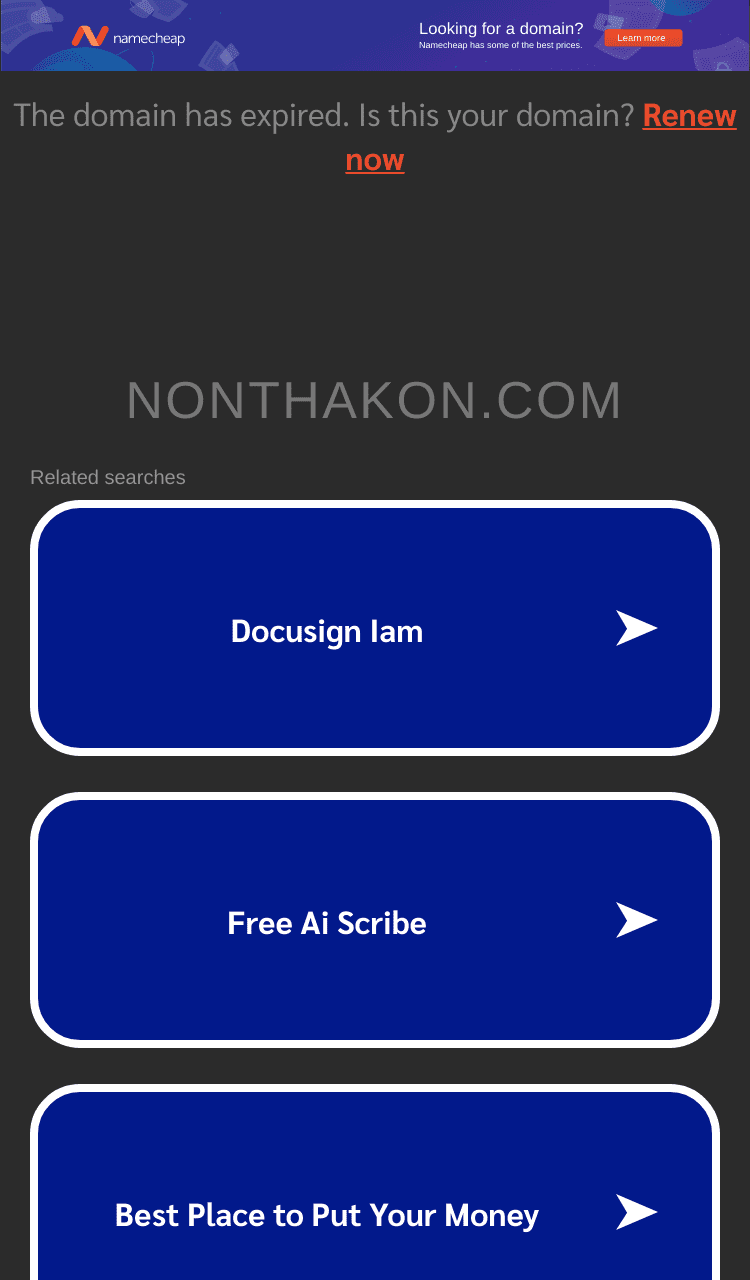 namecheap
Looking for a domain?
Namecheap has some of the best prices.
Learn more
The domain has expired. Is this your domain? Renew
now
NONTHAKON.COM
Related searches
Docusign Iam
Free Ai Scribe
Best Place to Put Your Money